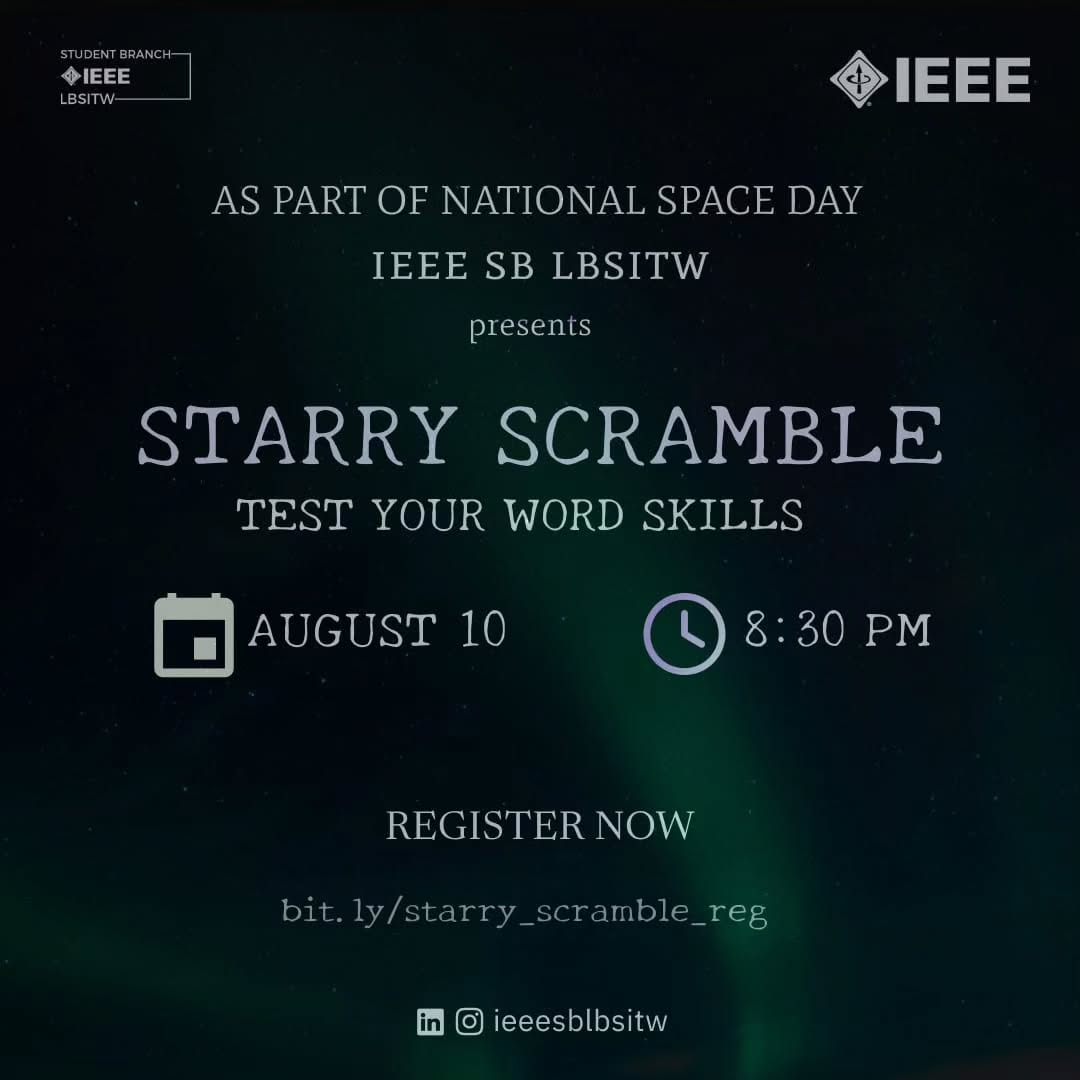 STUDENT BRANCH
IEEE
LBSITW
IEEE
AS PART OF NATIONAL SPACE DAY
IEEE SB LBSITW
presents
STARRY SCRAMBLE
TEST YOUR WORD SKILLS
AUGUST 10
8:30 PM
REGISTER NOW
bit.ly/starry_scramble_reg
in ieeesblbsitw